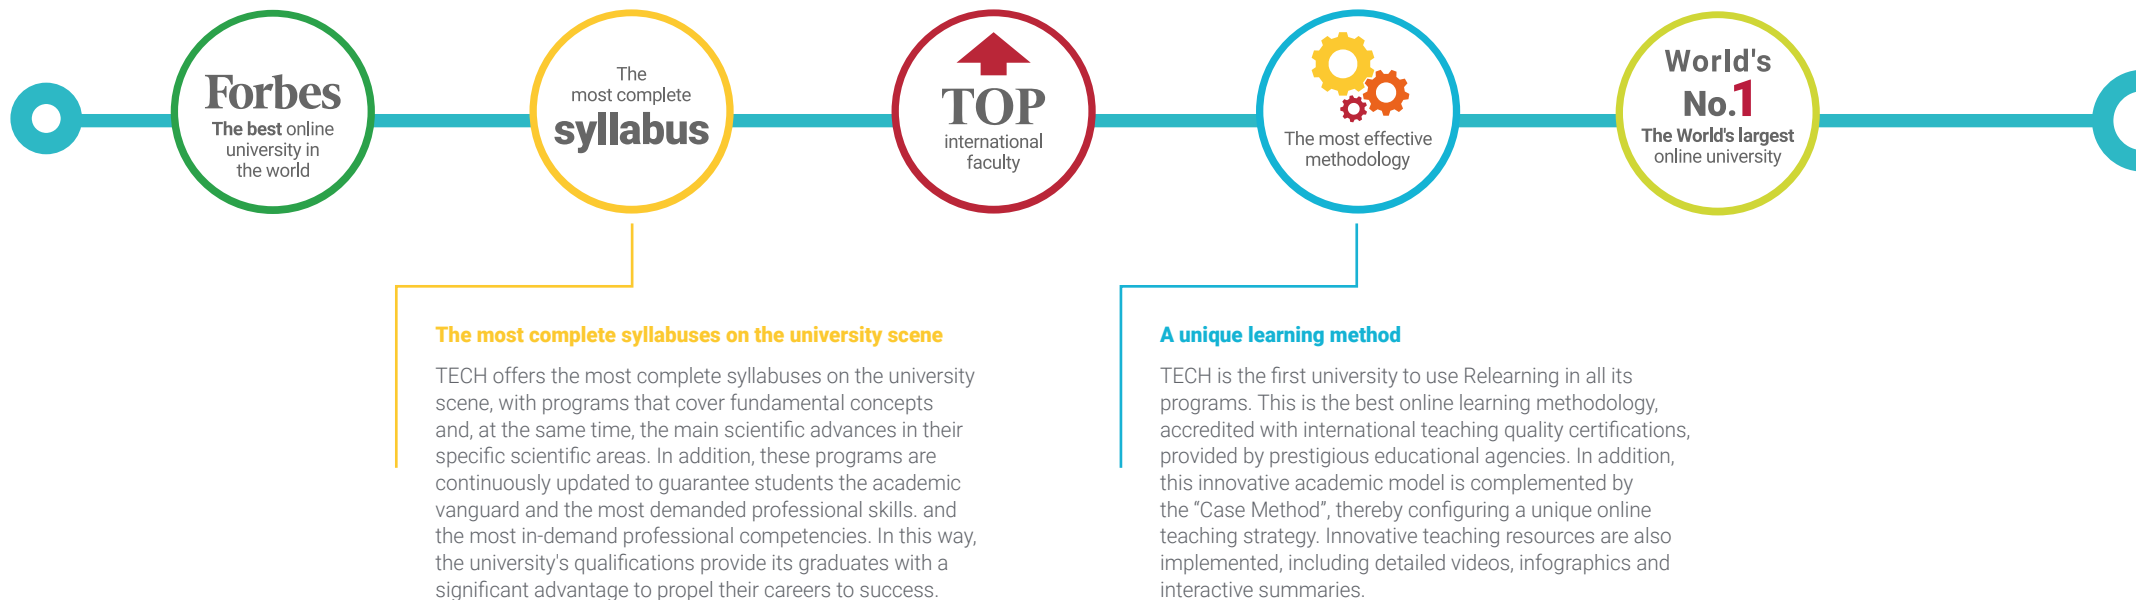 Forbes
The best online
university in
the world
The
most complete
syllabus
TOP
international
faculty
The most effective
methodology
World's
No.1
The World's largest
online university
The most complete syllabuses on the university scene
TECH offers the most complete syllabuses on the university
scene, with programs that cover fundamental concepts
and, at the same time, the main scientific advances in their
specific scientific areas. In addition, these programs are
continuously updated to guarantee students the academic
vanguard and the most demanded professional skills. and
the most in-demand professional competencies. In this way,
the university's qualifications provide its graduates with a
significant advantage to propel their careers to success.
A unique learning method
TECH is the first university to use Relearning in all its
programs. This is the best online learning methodology,
accredited with international teaching quality certifications,
provided by prestigious educational agencies. In addition,
this innovative academic model is complemented by
the “Case Method”, thereby configuring a unique online
teaching strategy. Innovative teaching resources are also
implemented, including detailed videos, infographics and
interactive summaries.